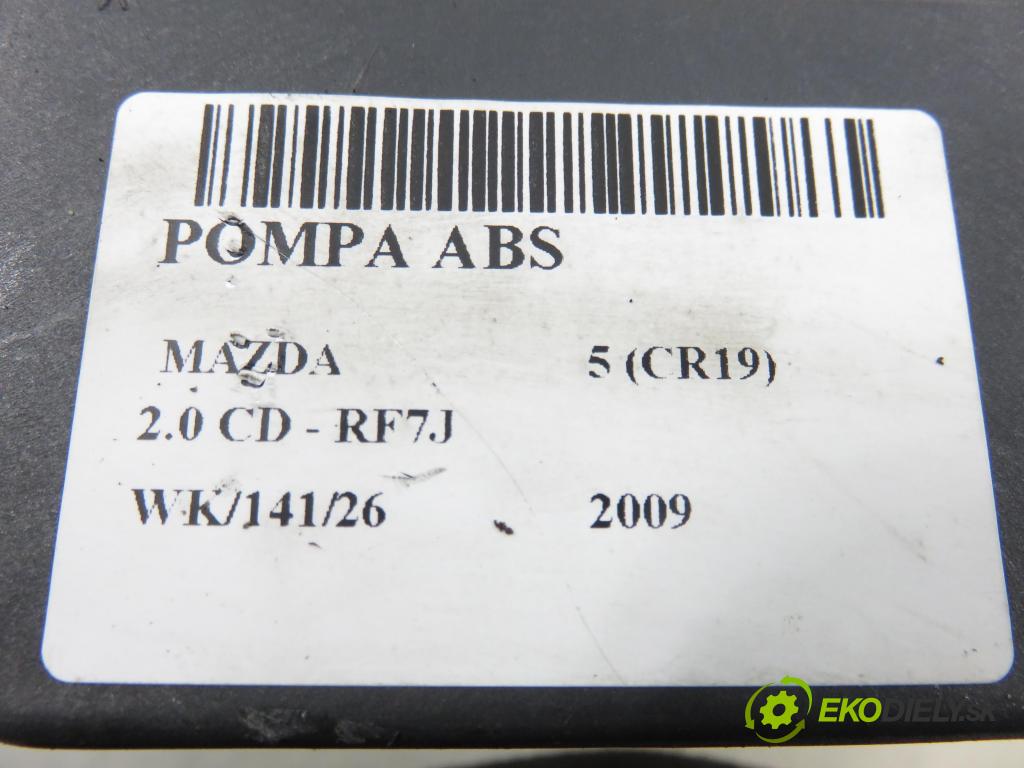 POMPA ABS
MAZDA 5 (CR19)
2.0 CD - RF7J
WK/141/26 2009
EKODIELY.SK